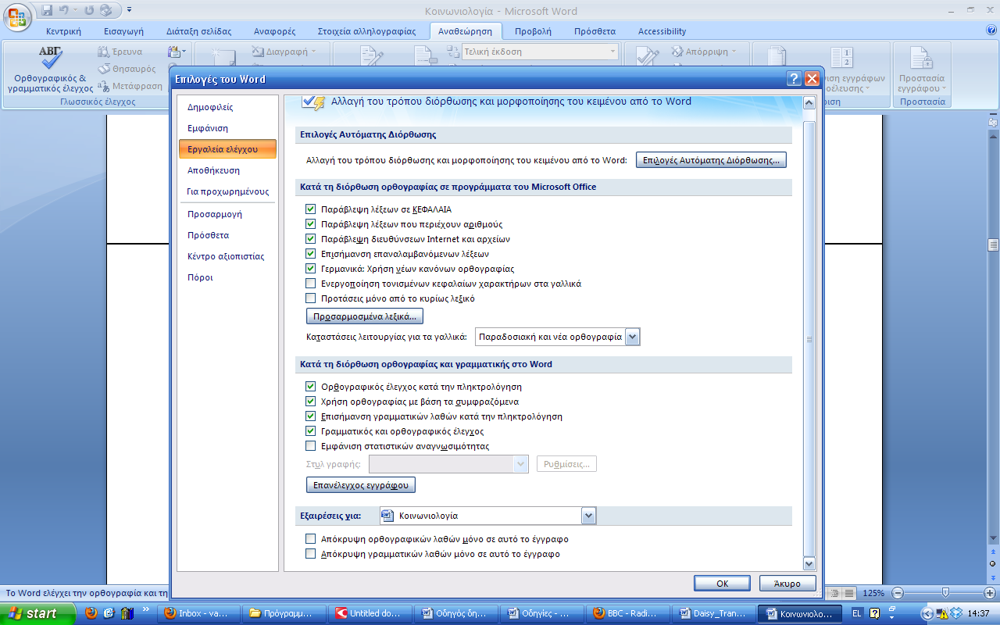 Κοινωνιολογία - Microsoft Word
Κεντρική Εισαγωγή Διάταξη σελίδας Αναφορές Στοιχεία αλληλογραφίας Αναθεώρηση Προβολή Πρόσθετα Accessibility
ABC
Ορθογραφικός & γραμματικός έλεγχος
Έρευνα
Θησαυρός
Μετάφραση
Γλωσσικός έλεγχος
Διαγραφή
Τελική έκδοση
Απόρριψη
Προστασία εγγράφου
Προστασία
Επιλογές του Word
Δημοφιλείς
Εμφάνιση
Εργαλεία ελέγχου
Αποθήκευση
Για προχωρημένους
Προσαρμογή
Πρόσθετα
Κέντρο αξιοπιστίας
Πόροι
Αλλαγή του τρόπου διόρθωσης και μορφοποίησης του κειμένου από το Word
Επιλογές Αυτόματης Διόρθωσης
Αλλαγή του τρόπου διόρθωσης και μορφοποίησης του κειμένου από το Word: Επιλογές Αυτόματης Διόρθωσης...
Κατά τη διόρθωση ορθογραφίας σε προγράμματα του Microsoft Office
Παράβλεψη λέξεων σε ΚΕΦΑΛΑΙΑ
Παράβλεψη λέξεων που περιέχουν αριθμούς
Παράβλεψη διευθύνσεων Internet και αρχείων
Επισήμανση επαναλαμβανόμενων λέξεων
Γερμανικά: Χρήση νέων κανόνων ορθογραφίας
Ενεργοποίηση τονισμένων κεφαλαίων χαρακτήρων στα γαλλικά
Προτάσεις μόνο από το κυρίως λεξικό
Προσαρμοσμένα λεξικά...
Καταστάσεις λειτουργίας για τα γαλλικά: Παραδοσιακή και νέα ορθογραφία
Κατά τη διόρθωση ορθογραφίας και γραμματικής στο Word
Ορθογραφικός έλεγχος κατά την πληκτρολόγηση
Χρήση ορθογραφίας με βάση τα συμφραζόμενα
Επισήμανση γραμματικών λαθών κατά την πληκτρολόγηση
Γραμματικός και ορθογραφικός έλεγχος
Εμφάνιση στατιστικών αναγνωσιμότητας
Στυλ γραφής: Ρυθμίσεις...
Επανέλεγχος εγγράφου
Εξαιρέσεις για: Κοινωνιολογία
Απόκρυψη ορθογραφικών λαθών μόνο σε αυτό το έγγραφο
Απόκρυψη γραμματικών λαθών μόνο σε αυτό το έγγραφο
OK Άκυρο
Το Word ελέγχει την ορθογραφία και τη 125%
start Inbox - va... Πρόγραμμ... Untitled do... Οδηγός δη... Οδηγίες - ... BBC - Radi... Daisy_Tran... Κοινωνιολο... EL 14:37